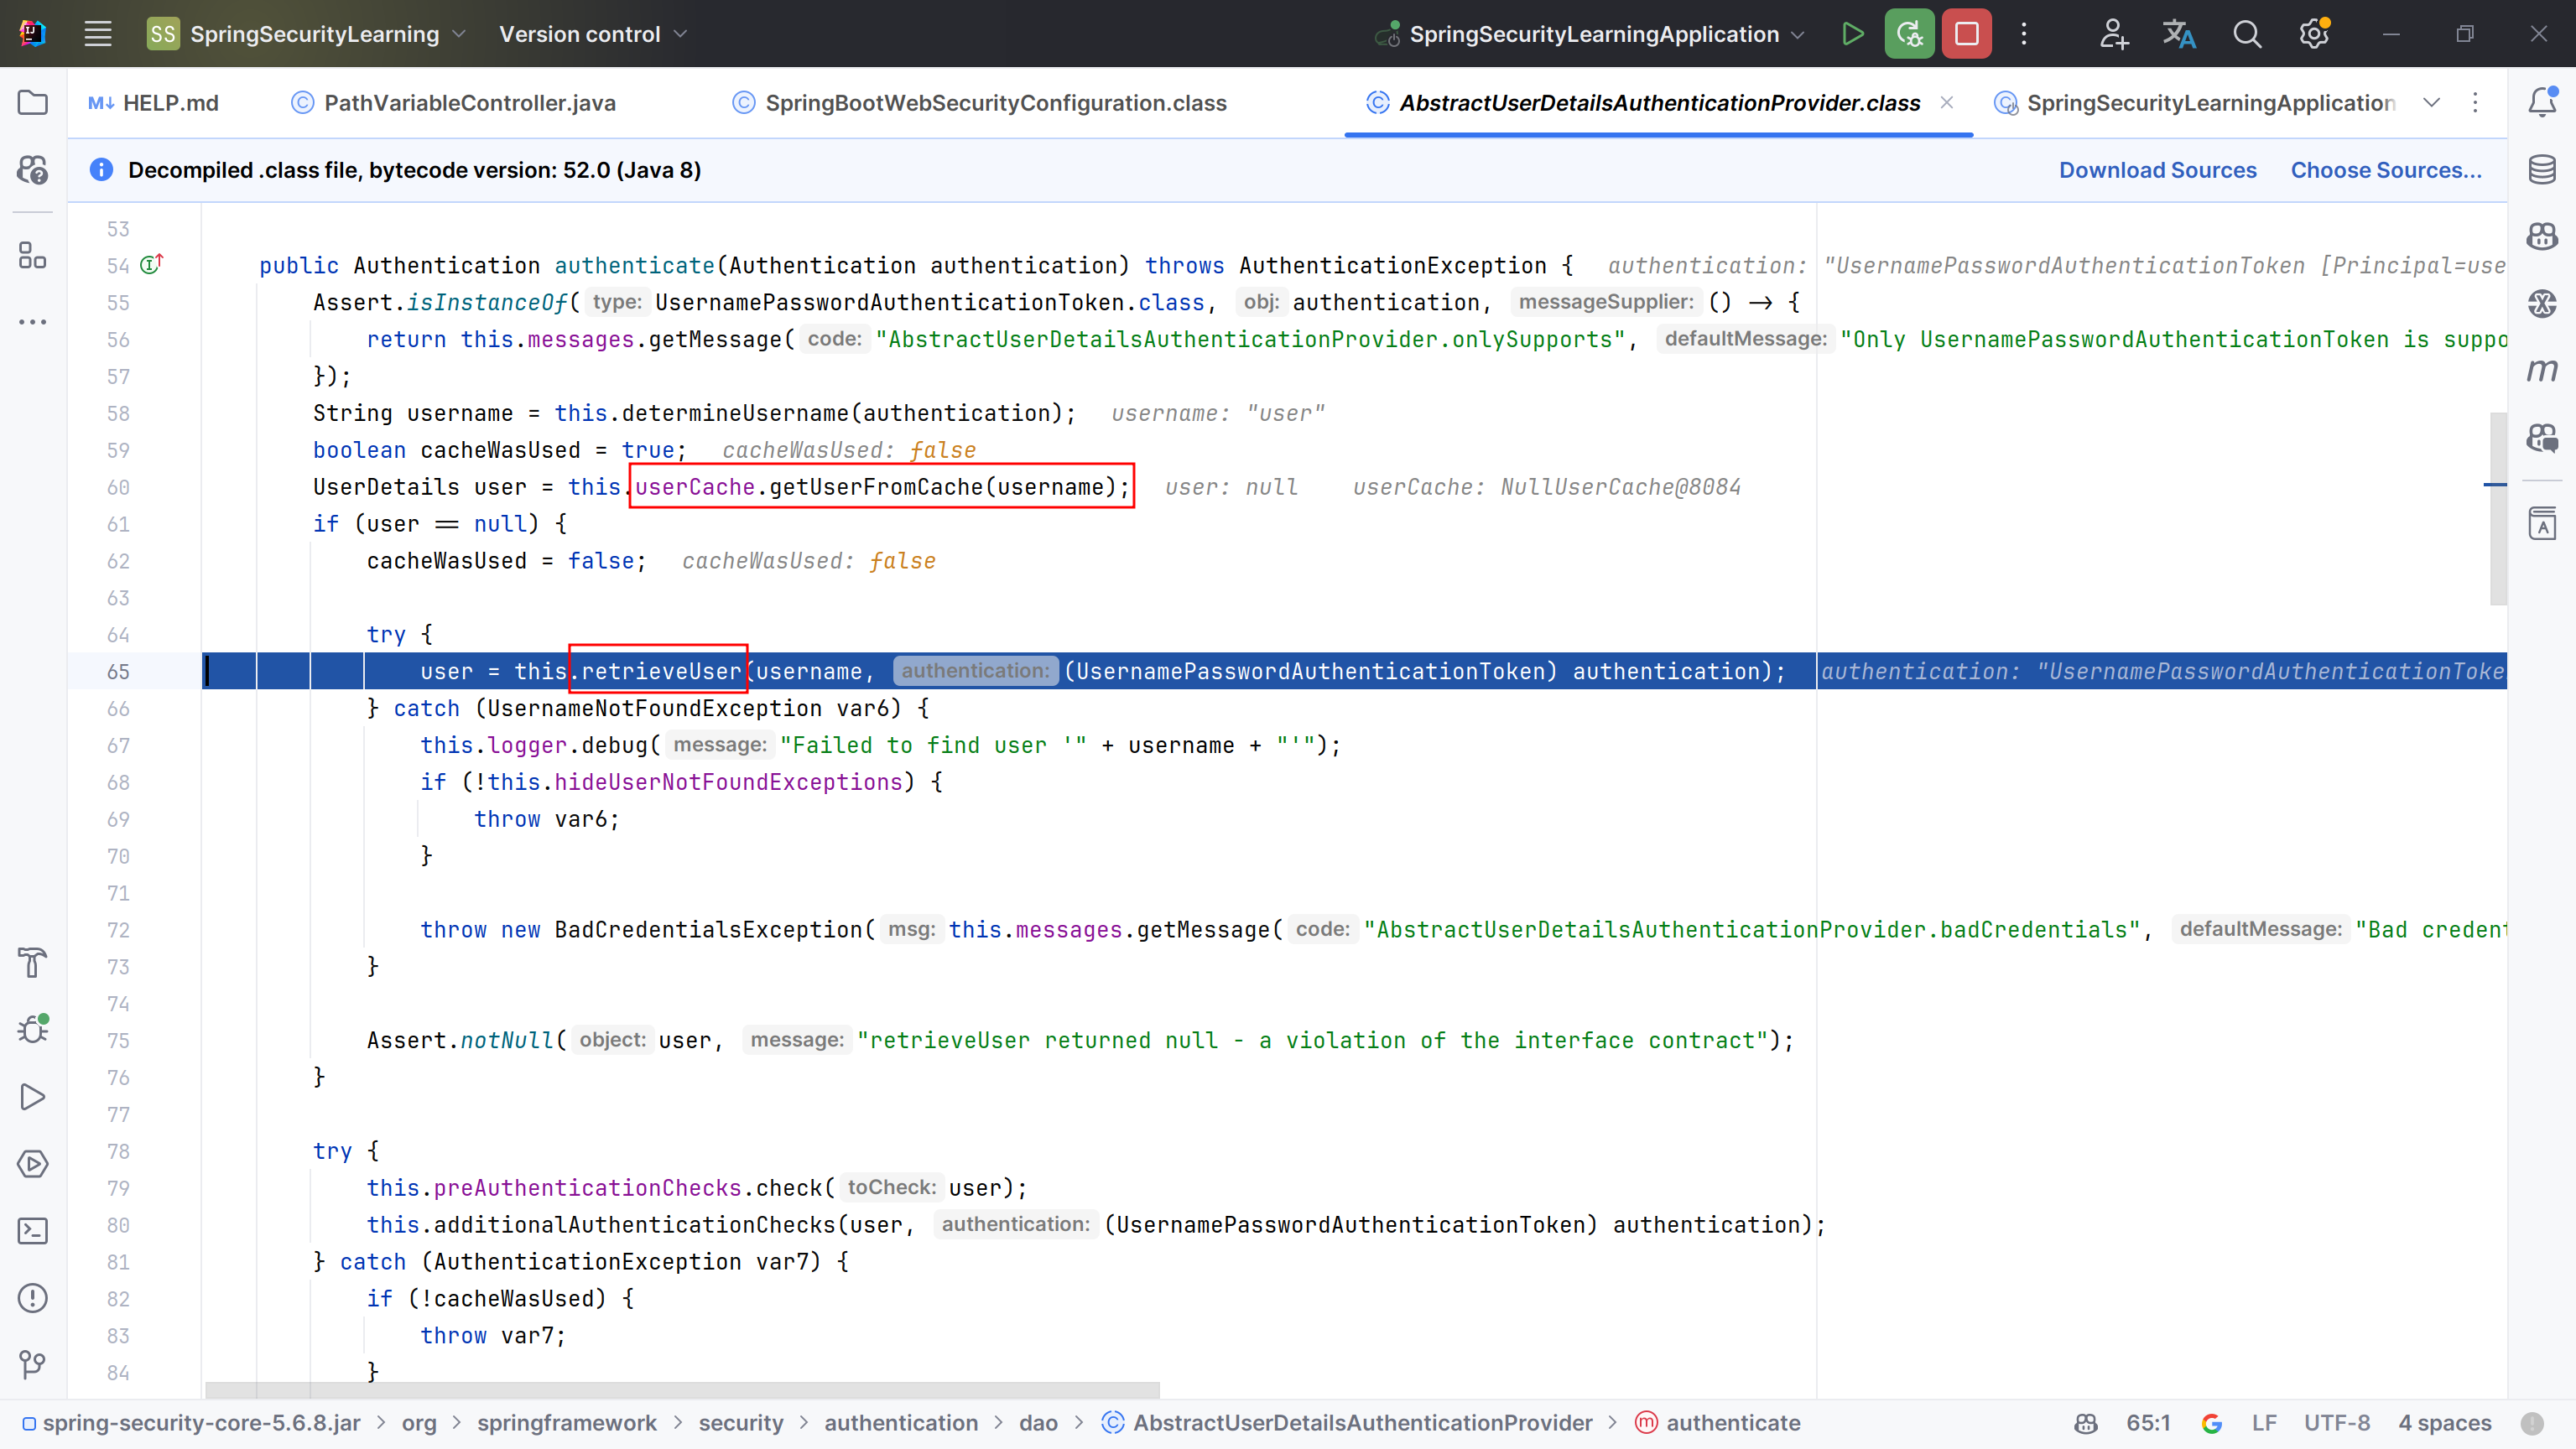 SS SpringSecurityLearning Version control SpringSecurityLearningApplication
HELP.md PathVariableController.java SpringBootWebSecurityConfiguration.class AbstractUserDetailsAuthenticationProvider.class SpringSecurityLearningApplication
Decompiled .class file, bytecode version: 52.0 (Java 8) Download Sources Choose Sources...
53
54 public Authentication authenticate(Authentication authentication) throws AuthenticationException { authentication: "UsernamePasswordAuthenticationToken [Principal=use
55 Assert.isInstanceOf( type: UsernamePasswordAuthenticationToken.class, obj: authentication, messageSupplier: () -> {
56 return this.messages.getMessage( code: "AbstractUserDetailsAuthenticationProvider.onlySupports", defaultMessage: "Only UsernamePasswordAuthenticationToken is suppo
57 });
58 String username = this.determineUsername(authentication); username: "user"
59 boolean cacheWasUsed = true; cacheWasUsed: false
60 UserDetails user = this.userCache.getUserFromCache(username); user: null userCache: NullUserCache@8084
61 if (user == null) {
62 cacheWasUsed = false; cacheWasUsed: false
63
64 try {
65 user = this.retrieveUser(username, authentication: (UsernamePasswordAuthenticationToken) authentication); authentication: "UsernamePasswordAuthenticationToke
66 } catch (UsernameNotFoundException var6) {
67 this.logger.debug( message: "Failed to find user '" + username + "'");
68 if (!this.hideUserNotFoundExceptions) {
69 throw var6;
70 }
71
72 throw new BadCredentialsException( msg: this.messages.getMessage( code: "AbstractUserDetailsAuthenticationProvider.badCredentials", defaultMessage: "Bad credent
73 }
74
75 Assert.notNull( object: user, message: "retrieveUser returned null - a violation of the interface contract");
76 }
77
78 try {
79 this.preAuthenticationChecks.check( toCheck: user);
80 this.additionalAuthenticationChecks(user, authentication: (UsernamePasswordAuthenticationToken) authentication);
81 } catch (AuthenticationException var7) {
82 if (!cacheWasUsed) {
83 throw var7;
84 }
spring-security-core-5.6.8.jar > org > springframework > security > authentication > dao > AbstractUserDetailsAuthenticationProvider > authenticate 65:1 LF UTF-8 4 spaces